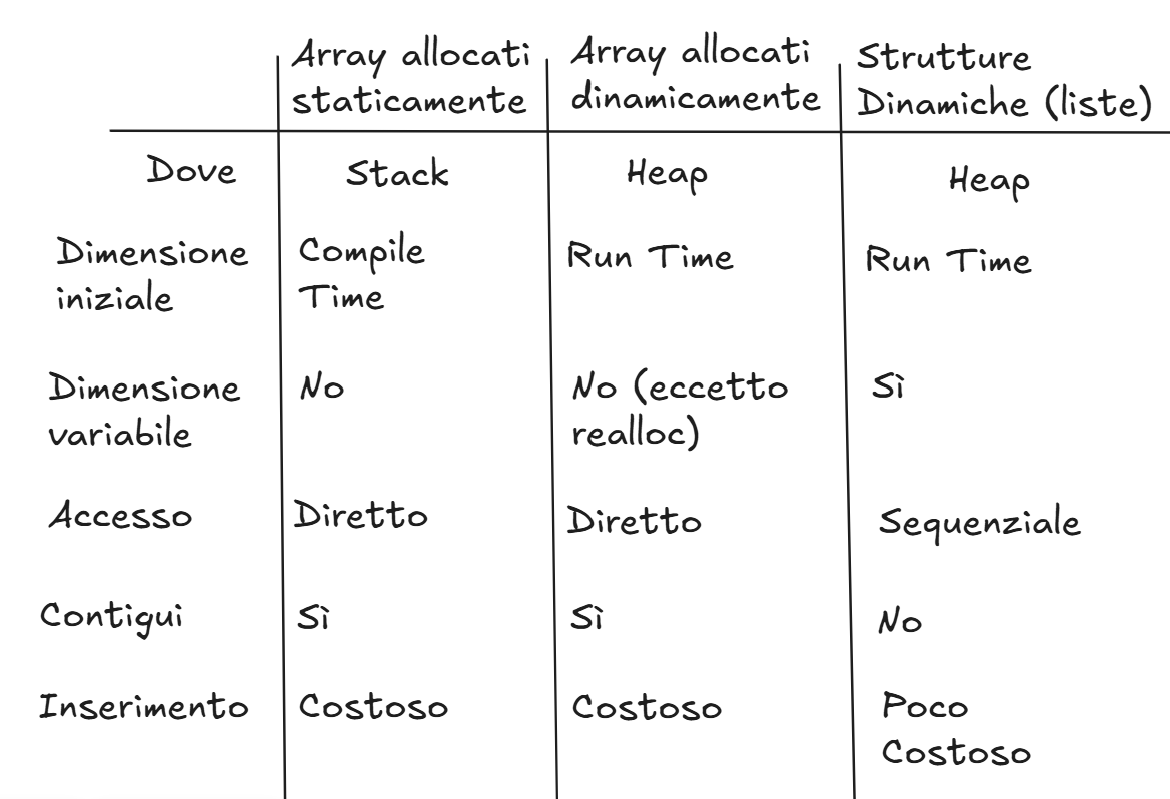 Array allocati
staticamente
Array allocati
dinamicamente
Strutture
Dinamiche (liste)
Dove
Stack
Heap
Heap
Dimensione
iniziale
Compile
Time
Run Time
Run Time
Dimensione
variabile
No
No (eccetto
realloc)
Sì
Accesso
Diretto
Diretto
Sequenziale
Contigui
Sì
Sì
No
Inserimento
Costoso
Costoso
Poco
Costoso